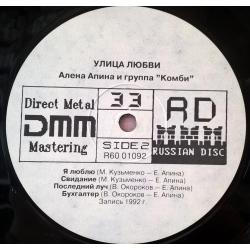 УЛИЦА ЛЮБВИ
Алена Апина и группа "Комби"
Direct Metal
DMM
Mastering
33
SIDE 2
R60 01092
RD
МММ
RUSSIAN DISC
Я люблю (М. Кузьменко – Е. Апина)
Свидание (М. Кузьменко – Е. Апина)
Последний луч (В. Окороков – Е. Апина)
Бухгалтер (В. Окороков – Е. Апина)
Запись 1992 г.